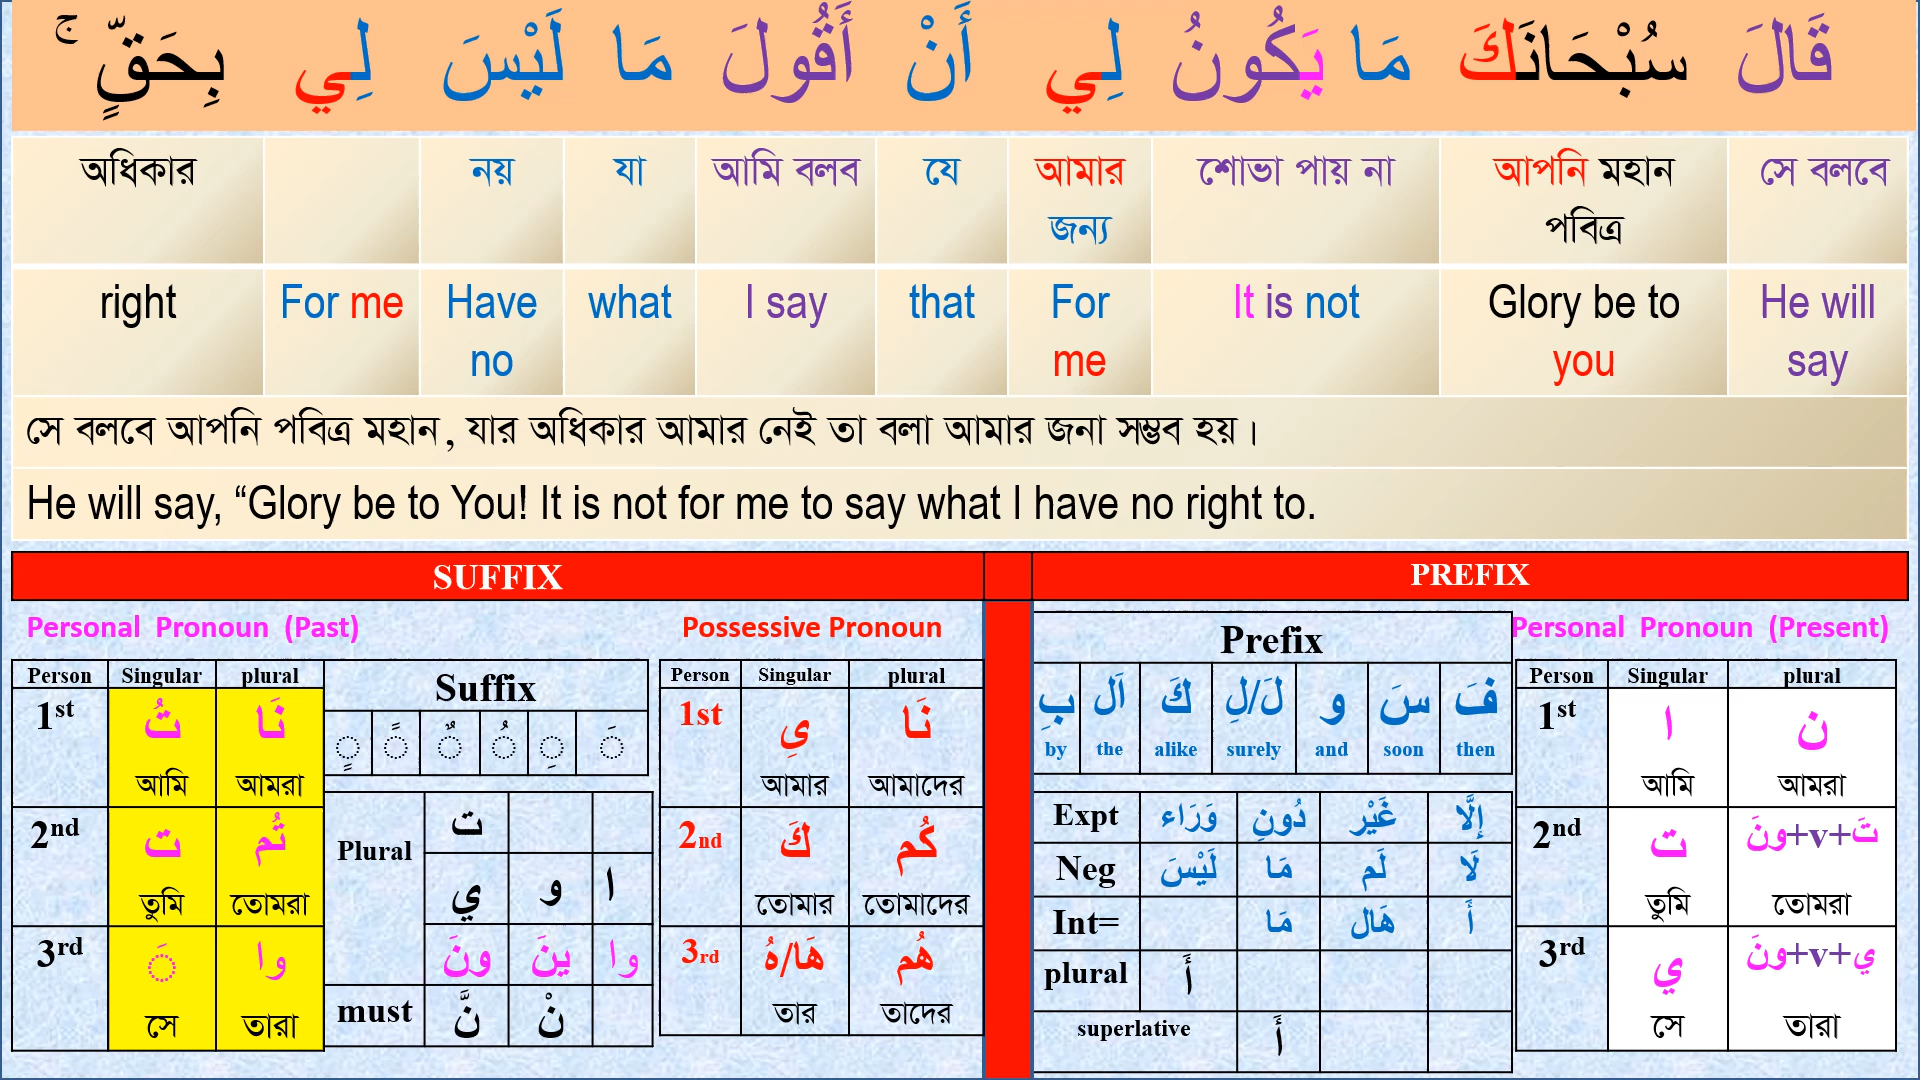 قَالَ سُبْحَانَكَ مَا يَكُونُ لِي أَنْ أَقُولَ مَا لَيْسَ لِي بِحَقٍّ ۚ
অধিকার নয় যা আমি বলব যে আমার জন্য শোভা পায় না আপনি মহান পবিত্র সে বলবে
right For me Have no what I say that For me It is not Glory be to you He will say
সে বলবে আপনি পবিত্র মহান, যার অধিকার আমার নেই তা বলা আমার জনা সম্ভব হয়।
He will say, “Glory be to You! It is not for me to say what I have no right to.
SUFFIX
Personal Pronoun (Past)
Person Singular plural
1st تُ نَا
আমি আমরা
2nd ت تُم
তুমি তোমরা
3rd َ وا
সে তারা
Suffix
ٍ ً ٌ ُ ِ َ
Plural ت
ي و ا
ونَ ينَ وا
must نَّ نْ
Possessive Pronoun
Person Singular plural
1st ىِ نَا
আমার আমাদের
2nd كَ كُم
তোমার তোমাদের
3rd هَا/هُ هُم
তার তাদের
PREFIX
Prefix
بِ اَل كَ لَ/لِ و سَ فَ
by the alike surely and soon then
Expt وَرَاء دُونِ غَيْر إِلَّا
Neg لَيْسَ مَا لَم لَا
Int= مَا هَال أَ
plural أَ
superlative أَ
Personal Pronoun (Present)
Person Singular plural
1st ا ن
আমি আমরা
2nd ت تَ+v+ونَ
তুমি তোমরা
3rd ي ي+v+ونَ
সে তারা